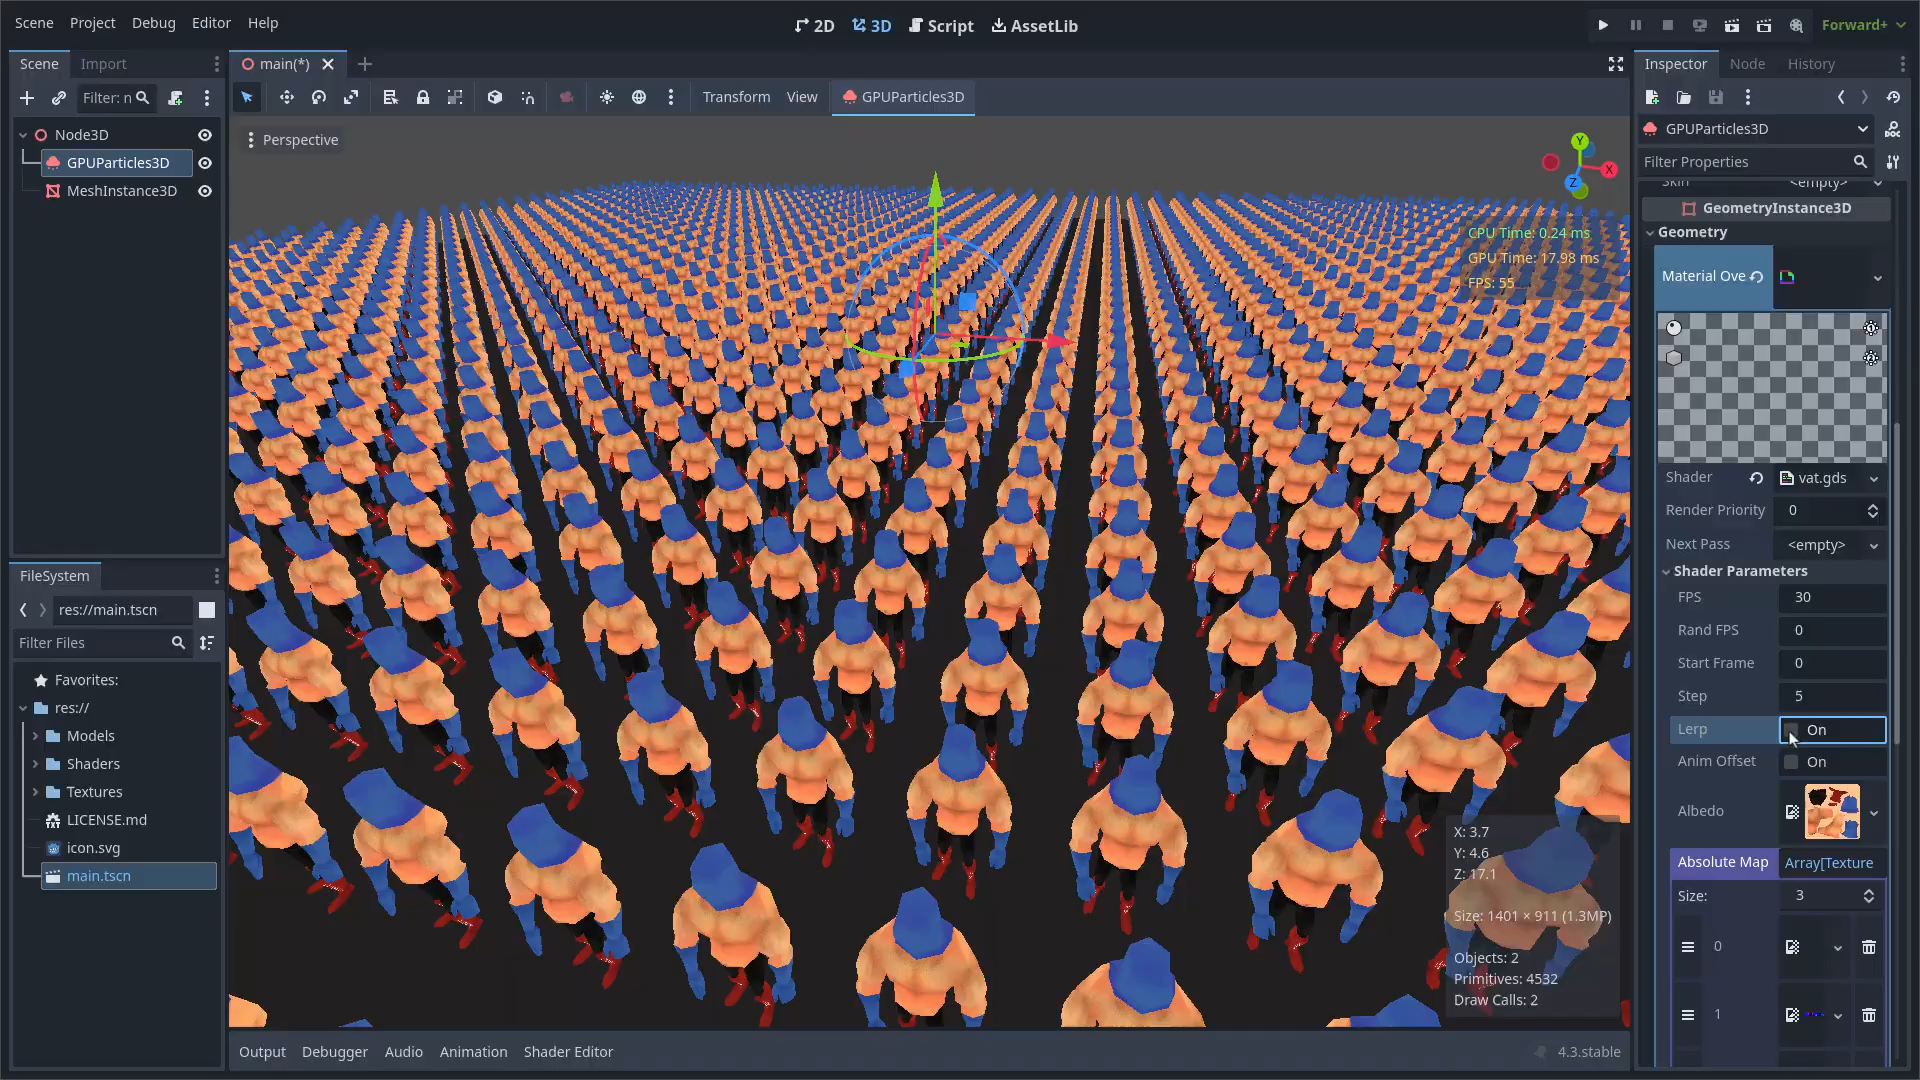 Scene Project Debug Editor Help
2D 3D Script AssetLib
Forward+
Scene Import
main(*)
Inspector Node History
Filter: n
Transform View GPUParticles3D
Node3D
GPUParticles3D
MeshInstance3D
Perspective
Y
X
Z
CPU Time: 0.24 ms
GPU Time: 17.98 ms
FPS: 55
X: 3.7
Y: 4.6
Z: 17.1
Size: 1401 × 911 (1.3MP)
Objects: 2
Primitives: 4532
Draw Calls: 2
FileSystem
res://main.tscn
Filter Files
Favorites:
res://
Models
Shaders
Textures
LICENSE.md
icon.svg
main.tscn
Output Debugger Audio Animation Shader Editor
4.3.stable
GPUParticles3D
Filter Properties
Skin <empty>
GeometryInstance3D
Geometry
Material Ove
Shader vat.gds
Render Priority 0
Next Pass <empty>
Shader Parameters
FPS 30
Rand FPS 0
Start Frame 0
Step 5
Lerp On
Anim Offset On
Albedo
Absolute Map Array[Texture
Size: 3
0
1